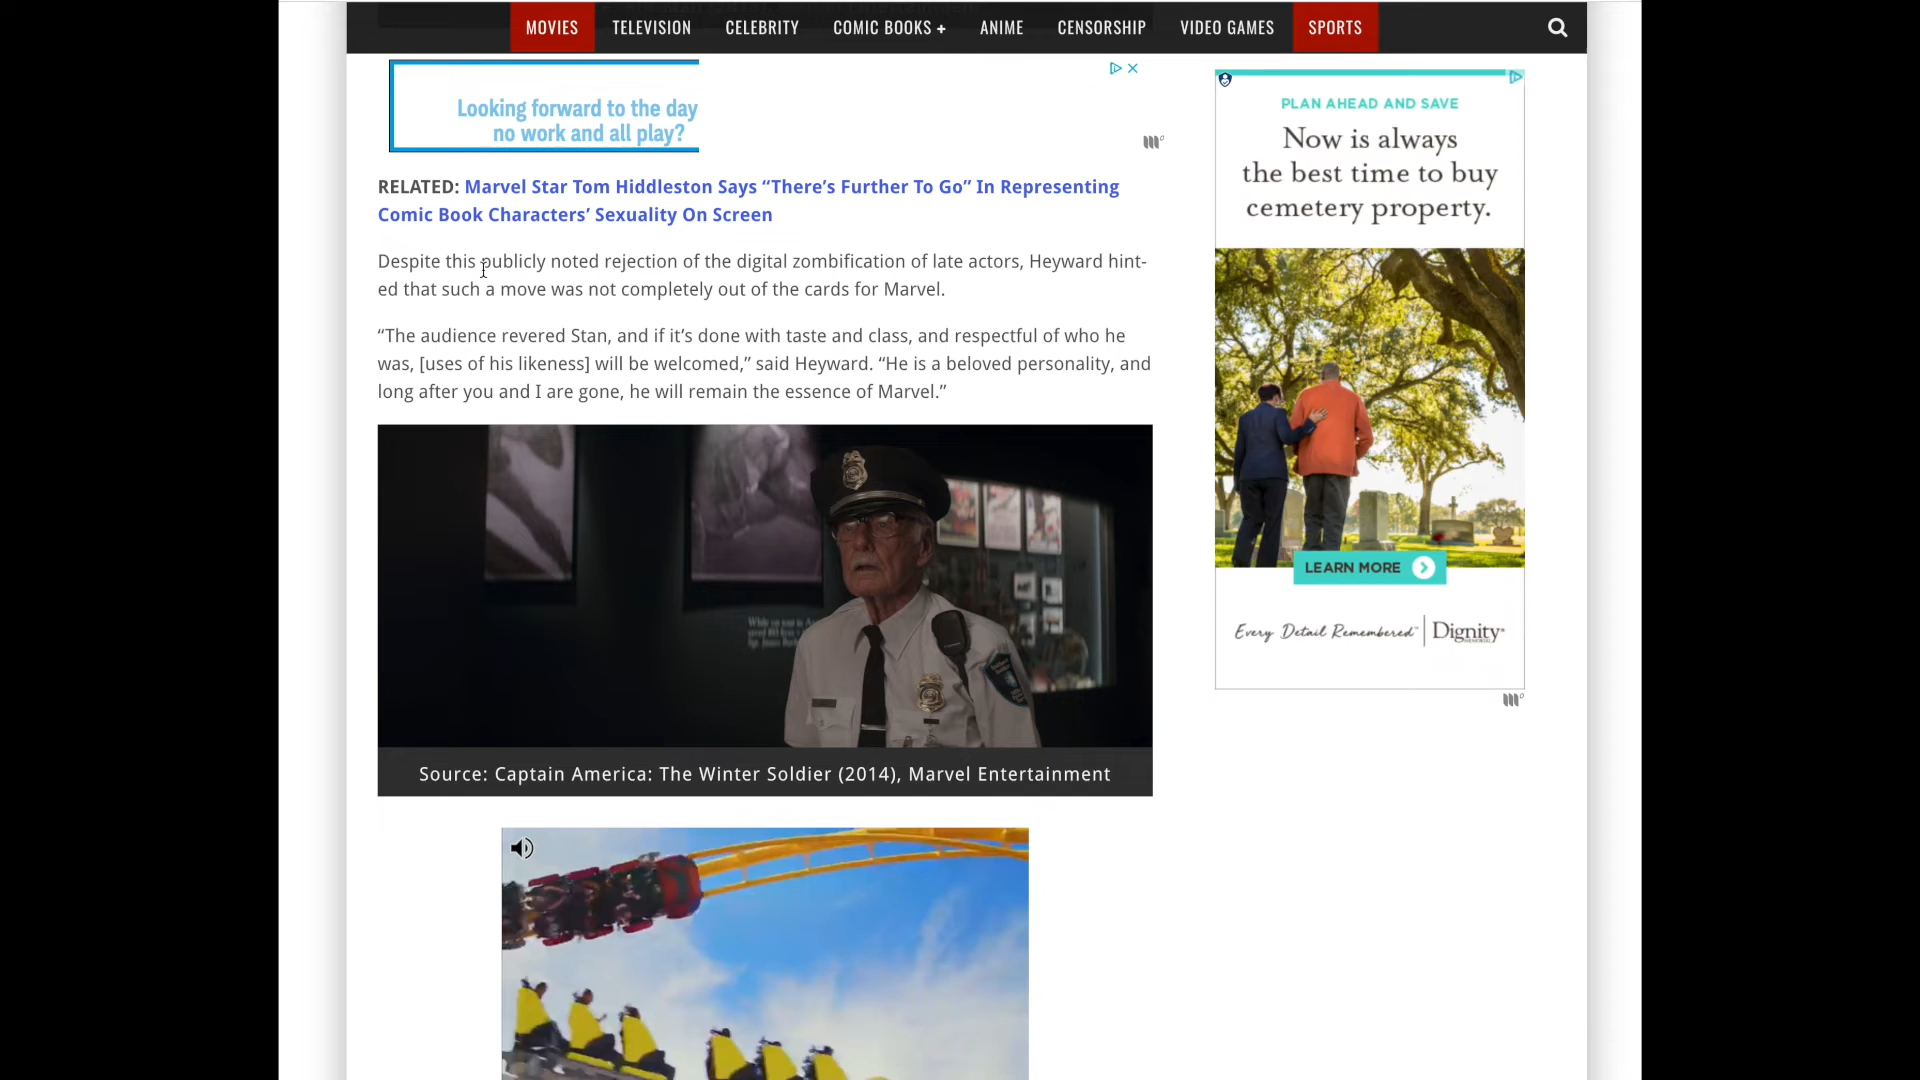 MOVIES TELEVISION CELEBRITY COMIC BOOKS + ANIME CENSORSHIP VIDEO GAMES SPORTS
Looking forward to the day
no work and all play?
RELATED: Marvel Star Tom Hiddleston Says “There’s Further To Go” In Representing
Comic Book Characters’ Sexuality On Screen
Despite this publicly noted rejection of the digital zombification of late actors, Heyward hint-
ed that such a move was not completely out of the cards for Marvel.
“The audience revered Stan, and if it’s done with taste and class, and respectful of who he
was, [uses of his likeness] will be welcomed,” said Heyward. “He is a beloved personality, and
long after you and I are gone, he will remain the essence of Marvel.”
Source: Captain America: The Winter Soldier (2014), Marvel Entertainment
PLAN AHEAD AND SAVE
Now is always
the best time to buy
cemetery property.
LEARN MORE
Every Detail Remembered™ Dignity®
MEMORIAL